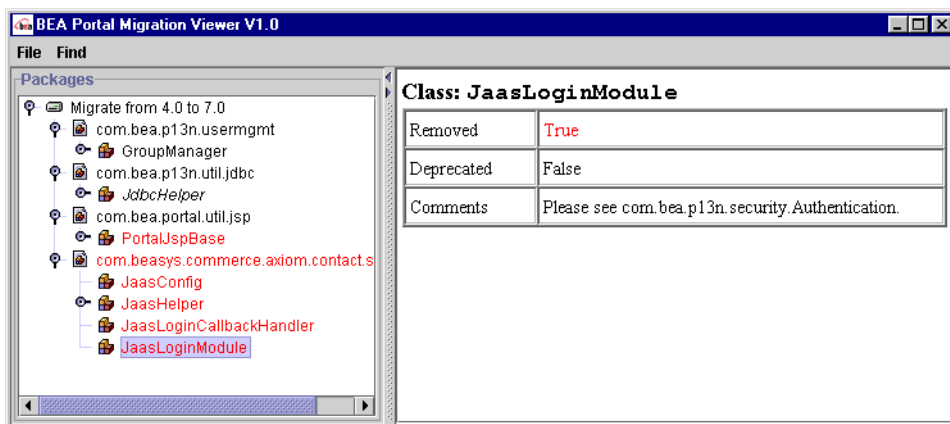 BEA Portal Migration Viewer V1.0
File Find
Packages
Migrate from 4.0 to 7.0
com.bea.p13n.usermgmt
GroupManager
com.bea.p13n.util.jdbc
JdbcHelper
com.bea.portal.util.jsp
PortalJspBase
com.beasys.commerce.axiom.contact.s
JaasConfig
JaasHelper
JaasLoginCallbackHandler
JaasLoginModule
Class: JaasLoginModule
Removed True
Deprecated False
Comments Please see com.bea.p13n.security.Authentication.